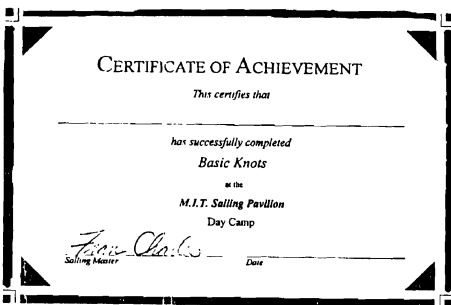 CERTIFICATE OF ACHIEVEMENT
This certifies that
has successfully completed
Basic Knots
at the
M.I.T. Sailing Pavilion
Day Camp
Sailing Master
Date